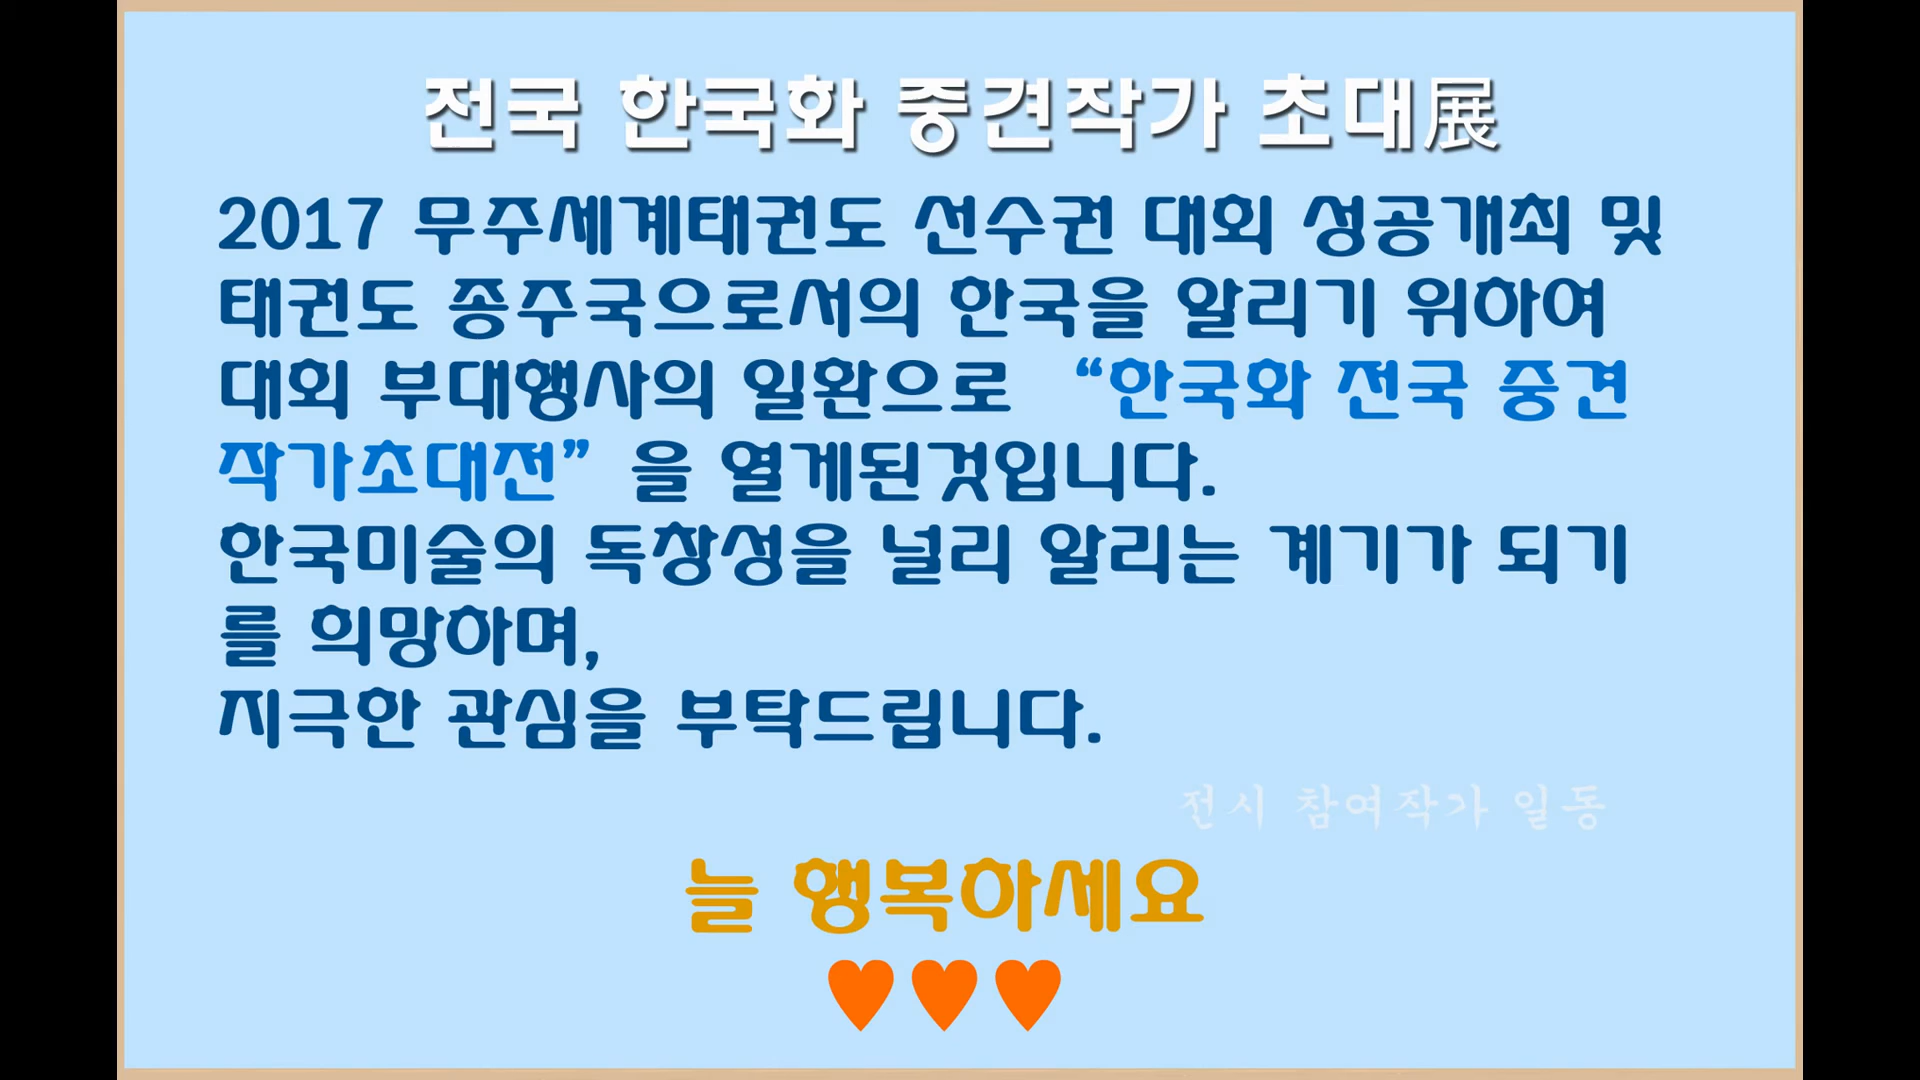 전국 한국화 중견작가 초대展
2017 무주세계태권도 선수권 대회 성공개최 및
태권도 종주국으로서의 한국을 알리기 위하여
대회 부대행사의 일환으로 “한국화 전국 중견
작가초대전” 을 열게된것입니다.
한국미술의 독창성을 널리 알리는 계기가 되기
를 희망하며,
지극한 관심을 부탁드립니다.
전시 참여작가 일동
늘 행복하세요
♥♥♥